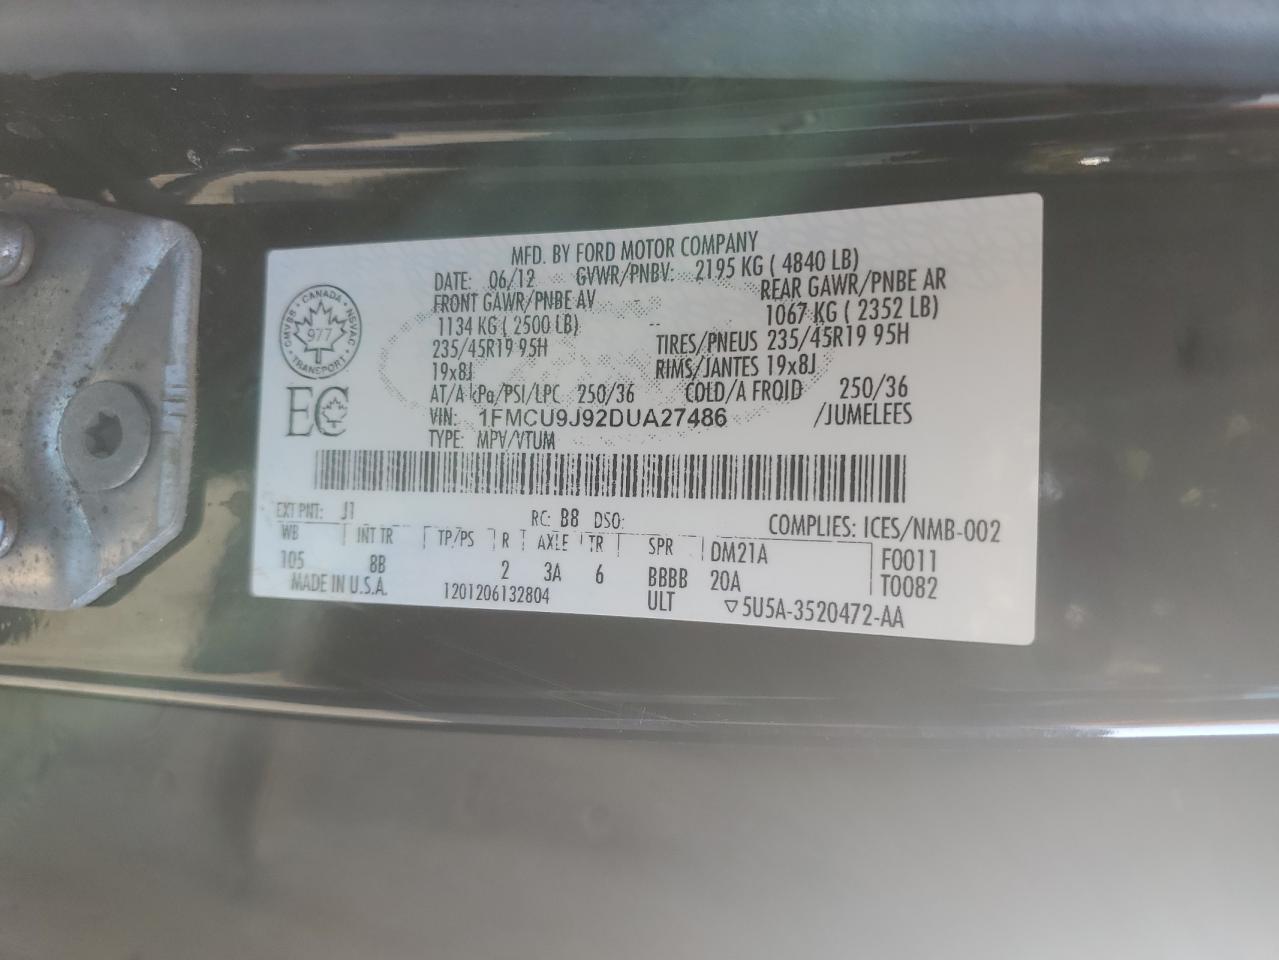 MFD. BY FORD MOTOR COMPANY
DATE: 06/12 GVWR/PNBV: 2195 KG ( 4840 LB)
FRONT GAWR/PNBE AV REAR GAWR/PNBE AR
1134 KG ( 2500 LB) 1067 KG ( 2352 LB)
235/45R19 95H TIRES/PNEUS 235/45R19 95H
19x8J RIMS/JANTES 19x8J
AT/A kPa/PSI/LPC 250/36 COLD/A FROID 250/36
VIN: 1FMCU9J92DUA27486 /JUMELEES
TYPE: MPV/VTUM
CANADA
CMVSS · NSVAC
977
TRANSPORT
EC
EXT PNT: J1 RC: B8 DSO: COMPLIES: ICES/NMB-002
WB INT TR TP/PS R AXLE TR SPR DM21A F0011
105 8B 2 3A 6 BBBB 20A T0082
MADE IN U.S.A. 1201206132804 ULT ▽5U5A-3520472-AA